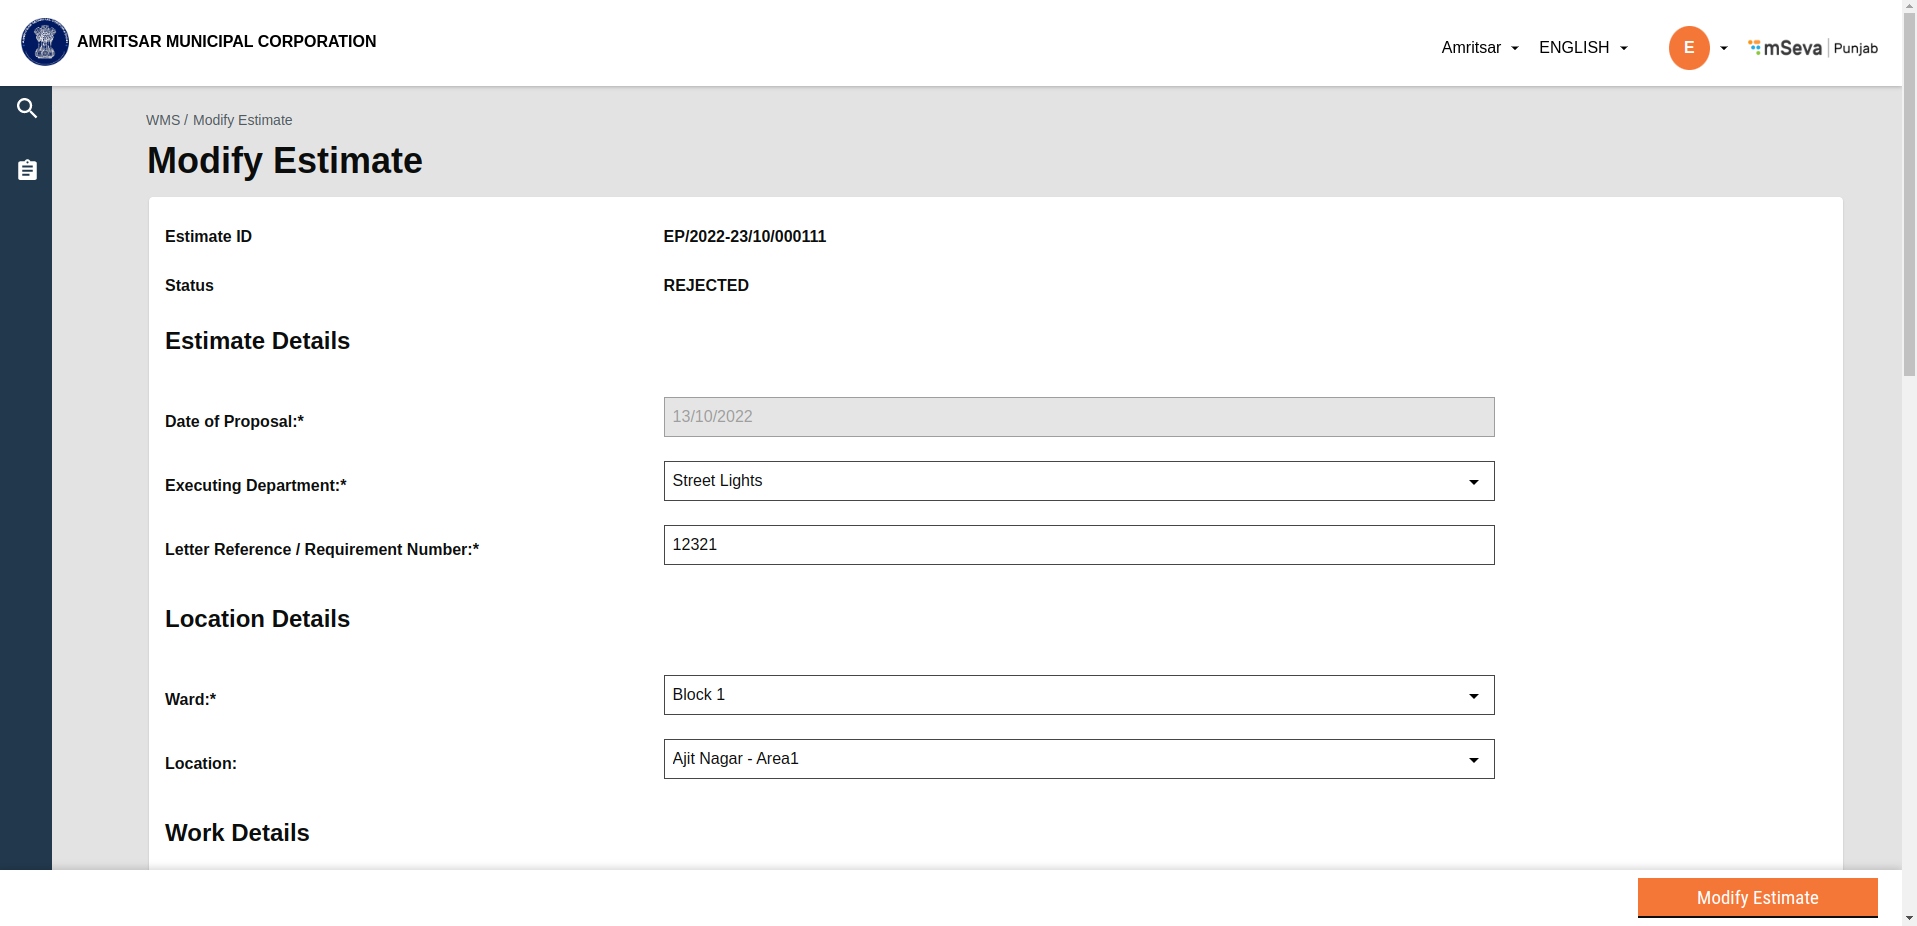 AMRITSAR MUNICIPAL CORPORATION
Amritsar
ENGLISH
E
mSeva | Punjab
WMS / Modify Estimate
Modify Estimate
Estimate ID EP/2022-23/10/000111
Status REJECTED
Estimate Details
Date of Proposal:* 13/10/2022
Executing Department:* Street Lights
Letter Reference / Requirement Number:* 12321
Location Details
Ward:* Block 1
Location: Ajit Nagar - Area1
Work Details
Modify Estimate